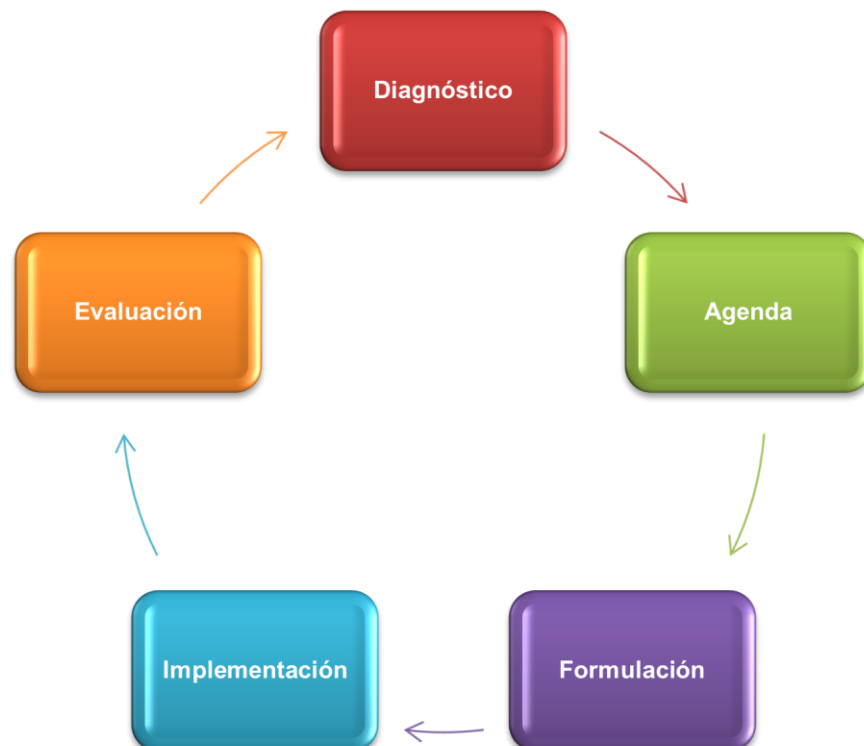 Diagnóstico
Agenda
Formulación
Implementación
Evaluación